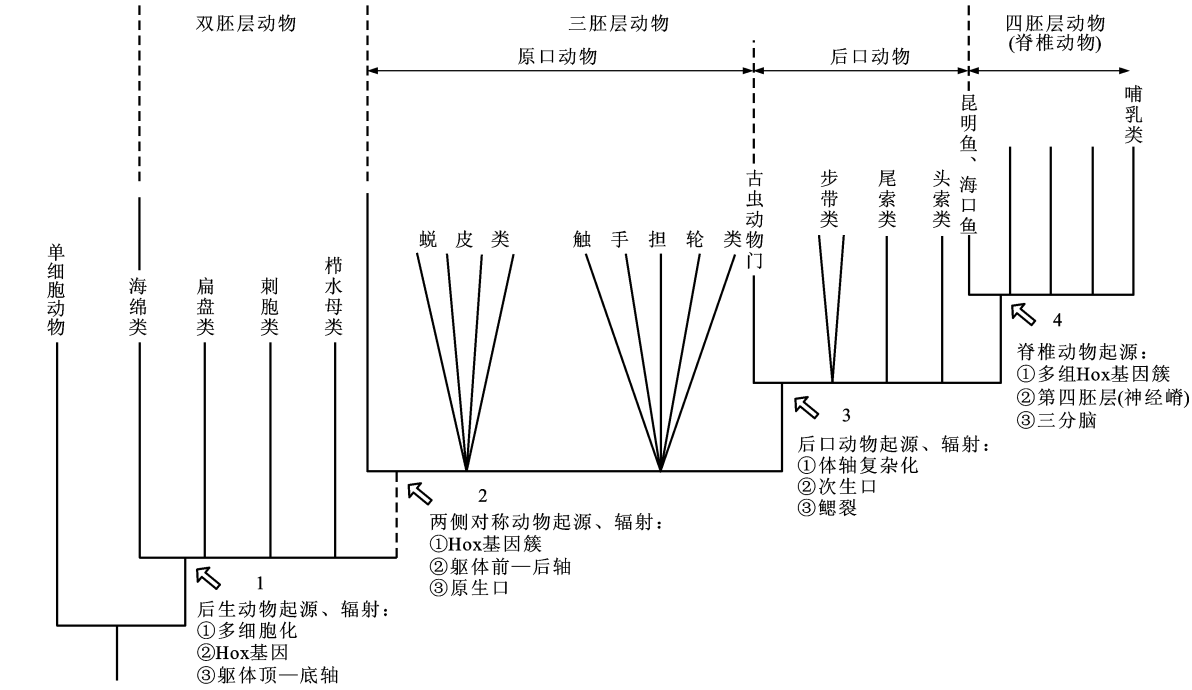 双胚层动物
三胚层动物
四胚层动物
(脊椎动物)
原口动物
后口动物
单细胞动物
海绵类
扁盘类
刺胞类
栉水母类
蜕皮类
触手担轮类
古虫动物门
步带类
尾索类
头索类
昆明鱼、海口鱼
哺乳类
4
脊椎动物起源：
①多组Hox基因簇
②第四胚层(神经嵴)
③三分脑
3
后口动物起源、辐射：
①体轴复杂化
②次生口
③鳃裂
2
两侧对称动物起源、辐射：
①Hox基因簇
②躯体前—后轴
③原生口
1
后生动物起源、辐射：
①多细胞化
②Hox基因
③躯体顶—底轴